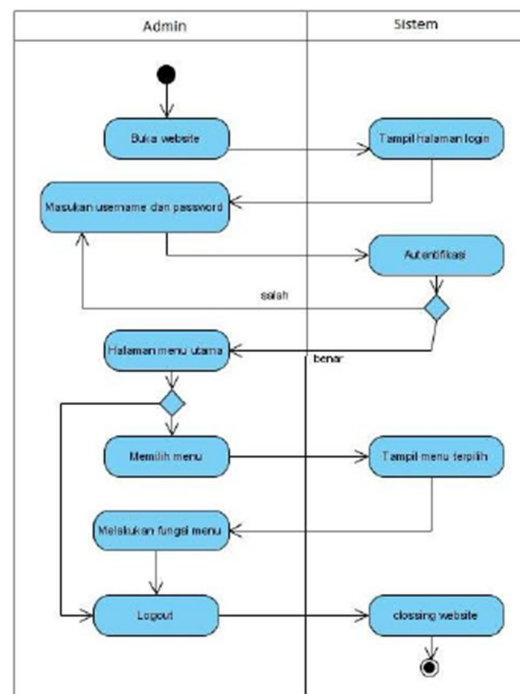 Admin
Sistem
Buka website
Tampil halaman login
Masukan username dan password
Autentifikasi
salah
Halaman menu utama
benar
Memilih menu
Tampil menu terpilih
Melakukan fungsi menu
Logout
clossing website